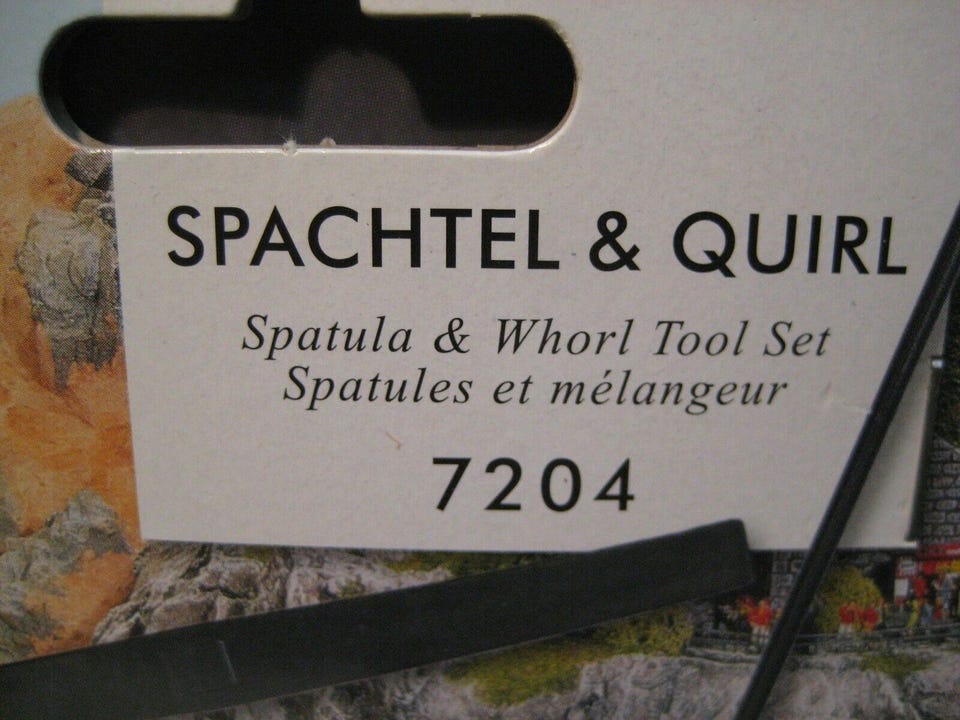 SPACHTEL & QUIRL
Spatula & Whorl Tool Set
Spatules et mélangeur
7204